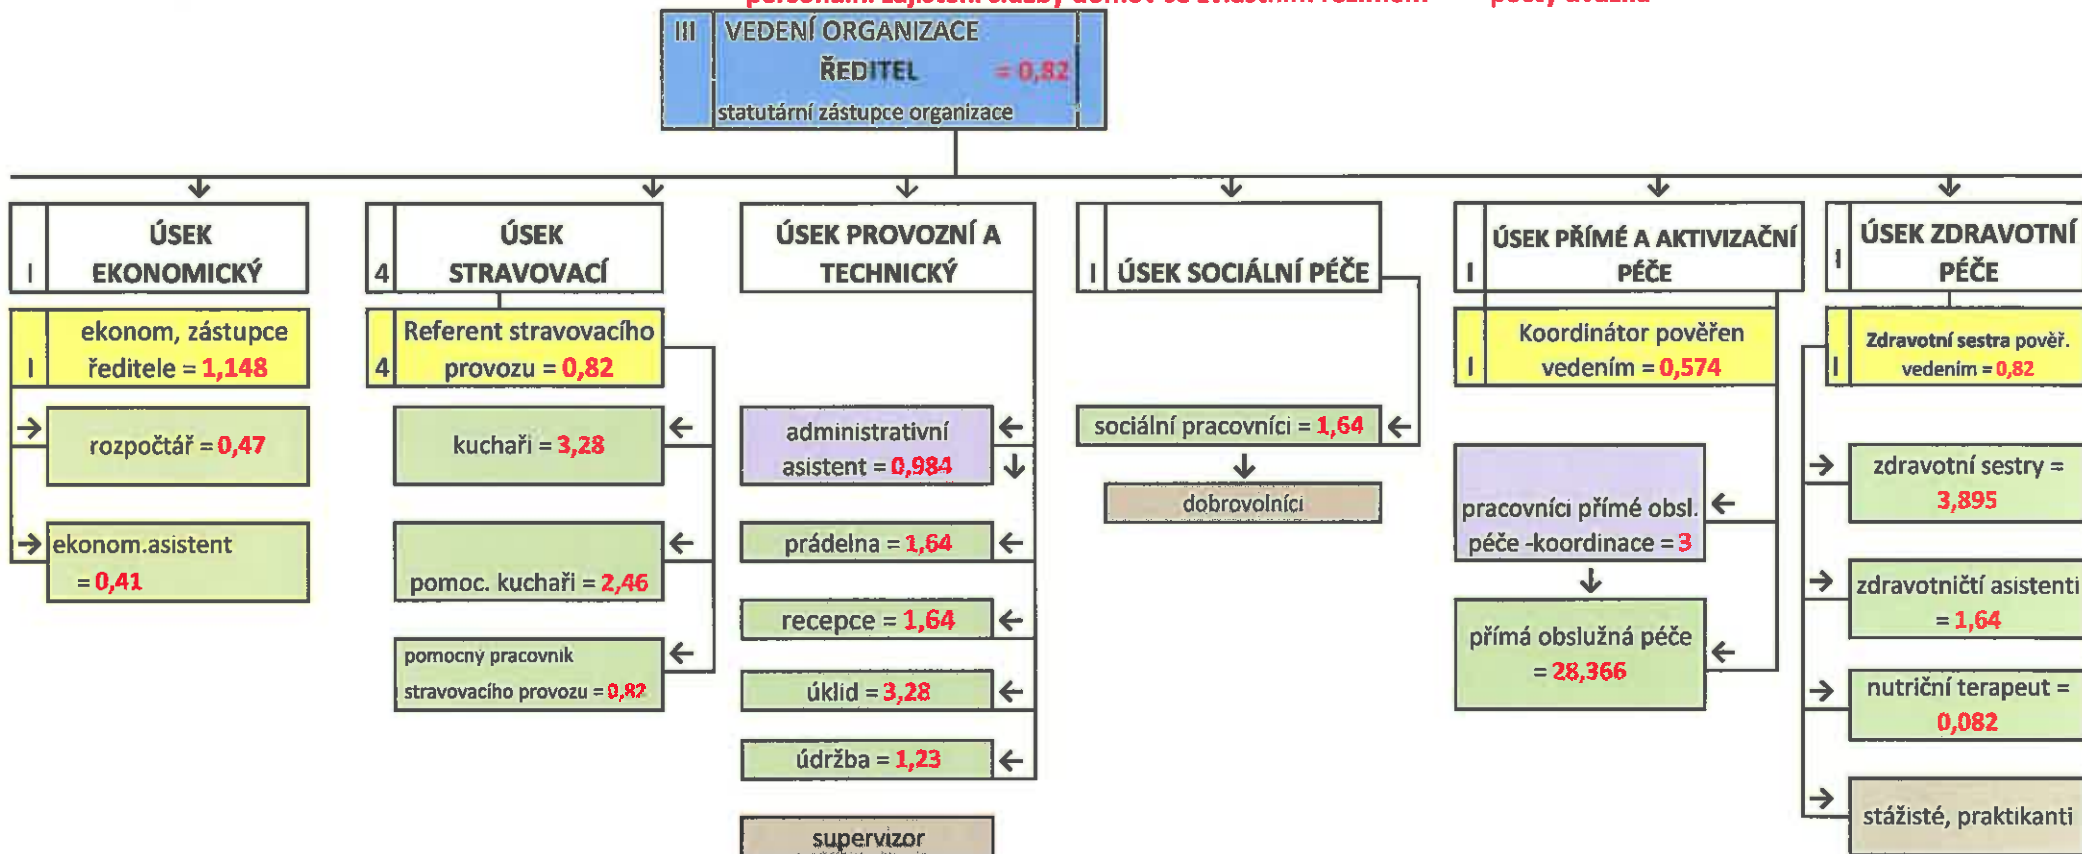 III VEDENÍ ORGANIZACE
ŘEDITEL = 0,82
statutární zástupce organizace
I ÚSEK
EKONOMICKÝ
4 ÚSEK
STRAVOVACÍ
ÚSEK PROVOZNÍ A
TECHNICKÝ
I ÚSEK SOCIÁLNÍ PÉČE
I ÚSEK PŘÍMÉ A AKTIVIZAČNÍ
PÉČE
I ÚSEK ZDRAVOTNÍ
PÉČE
I ekonom, zástupce
ředitele = 1,148
rozpočtář = 0,47
ekonom.asistent
= 0,41
4 Referent stravovacího
provozu = 0,82
kuchaři = 3,28
pomoc. kuchaři = 2,46
pomocný pracovník
stravovacího provozu = 0,82
administrativní
asistent = 0,984
prádelna = 1,64
recepce = 1,64
úklid = 3,28
údržba = 1,23
supervizor
sociální pracovníci = 1,64
dobrovolníci
I Koordinátor pověřen
vedením = 0,574
pracovníci přímé obsl.
péče -koordinace = 3
přímá obslužná péče
= 28,366
I Zdravotní sestra pověř.
vedením = 0,82
zdravotní sestry =
3,895
zdravotničtí asistenti
= 1,64
nutriční terapeut =
0,082
stážisté, praktikanti